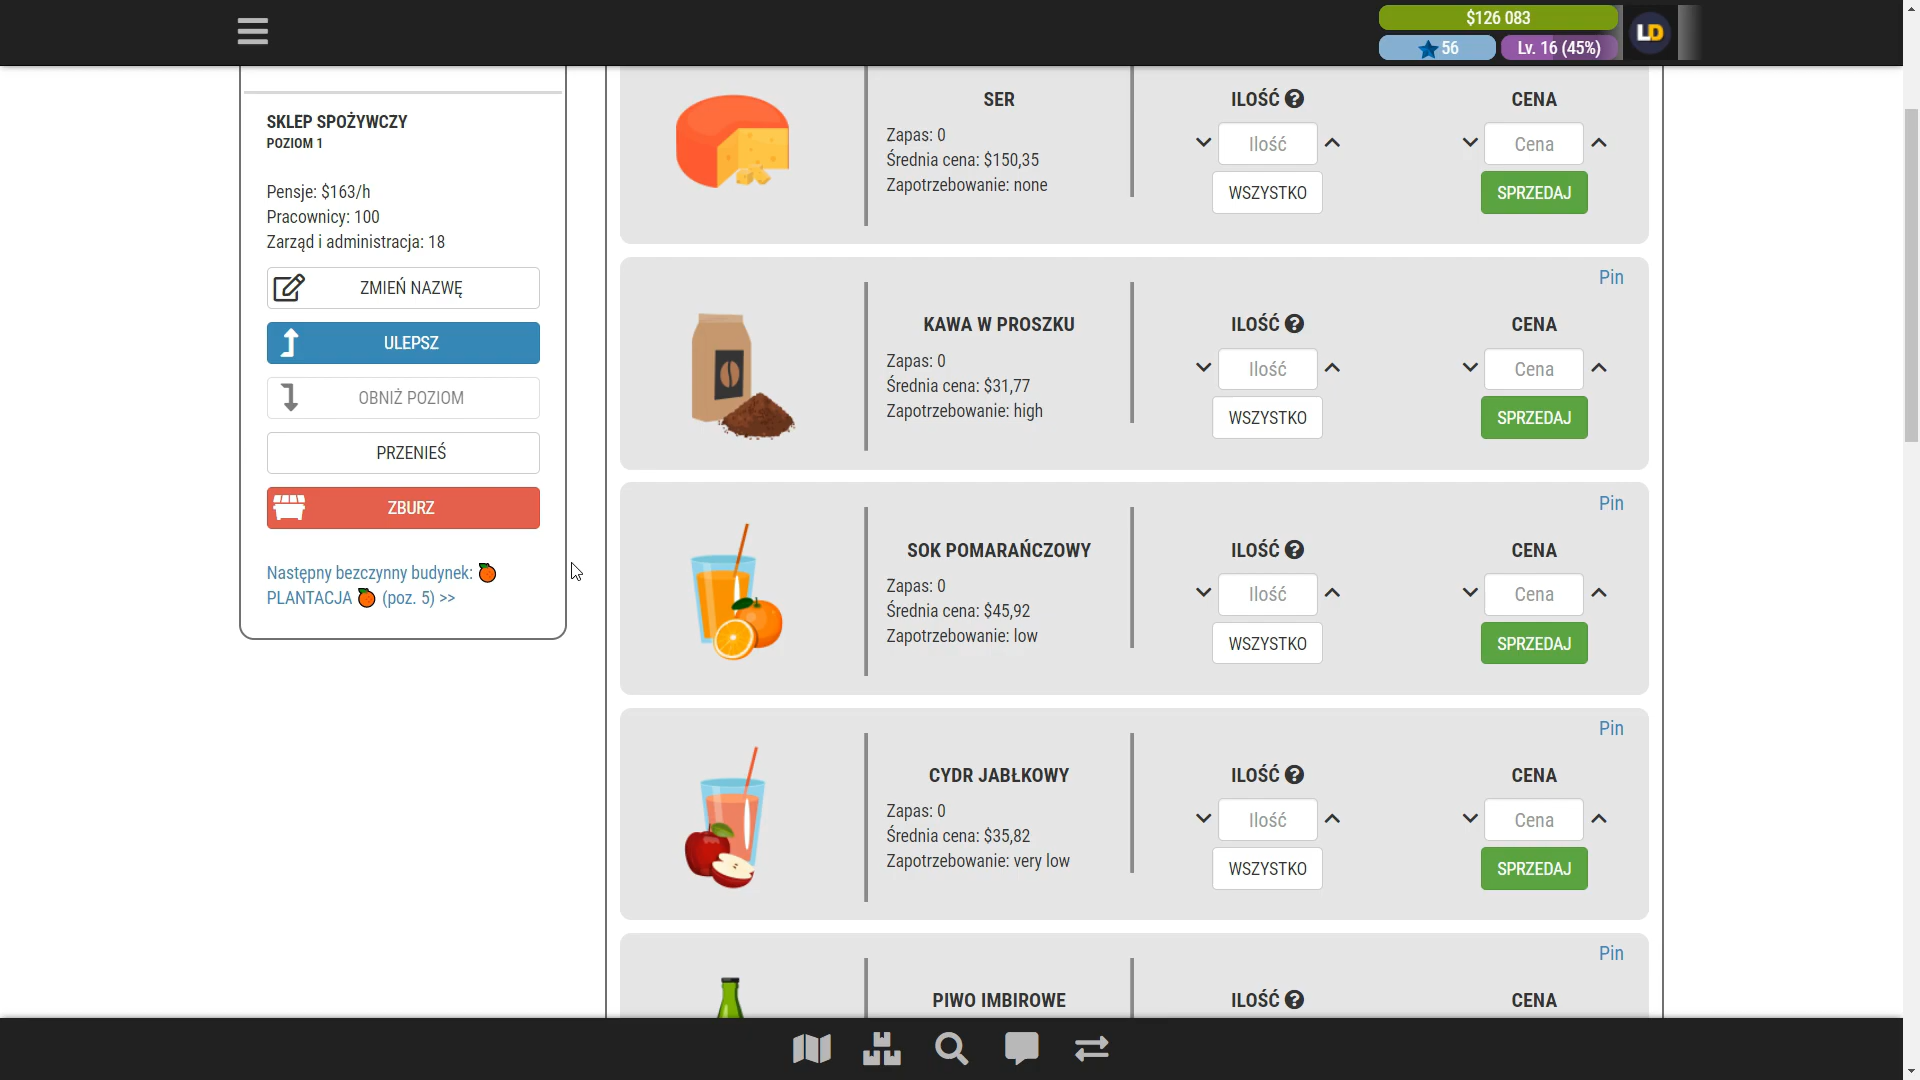 $126 083
56
Lv. 16 (45%)
LD
SKLEP SPOŻYWCZY
POZIOM 1
Pensje: $163/h
Pracownicy: 100
Zarząd i administracja: 18
ZMIEŃ NAZWĘ
ULEPSZ
OBNIŻ POZIOM
PRZENIEŚ
ZBURZ
Następny bezczynny budynek:
PLANTACJA (poz. 5) >>
SER
Zapas: 0
Średnia cena: $150,35
Zapotrzebowanie: none
ILOŚĆ ?
Ilość
WSZYSTKO
CENA
Cena
SPRZEDAJ
Pin
KAWA W PROSZKU
Zapas: 0
Średnia cena: $31,77
Zapotrzebowanie: high
ILOŚĆ ?
Ilość
WSZYSTKO
CENA
Cena
SPRZEDAJ
Pin
SOK POMARAŃCZOWY
Zapas: 0
Średnia cena: $45,92
Zapotrzebowanie: low
ILOŚĆ ?
Ilość
WSZYSTKO
CENA
Cena
SPRZEDAJ
Pin
CYDR JABŁKOWY
Zapas: 0
Średnia cena: $35,82
Zapotrzebowanie: very low
ILOŚĆ ?
Ilość
WSZYSTKO
CENA
Cena
SPRZEDAJ
Pin
PIWO IMBIROWE
ILOŚĆ ?
CENA